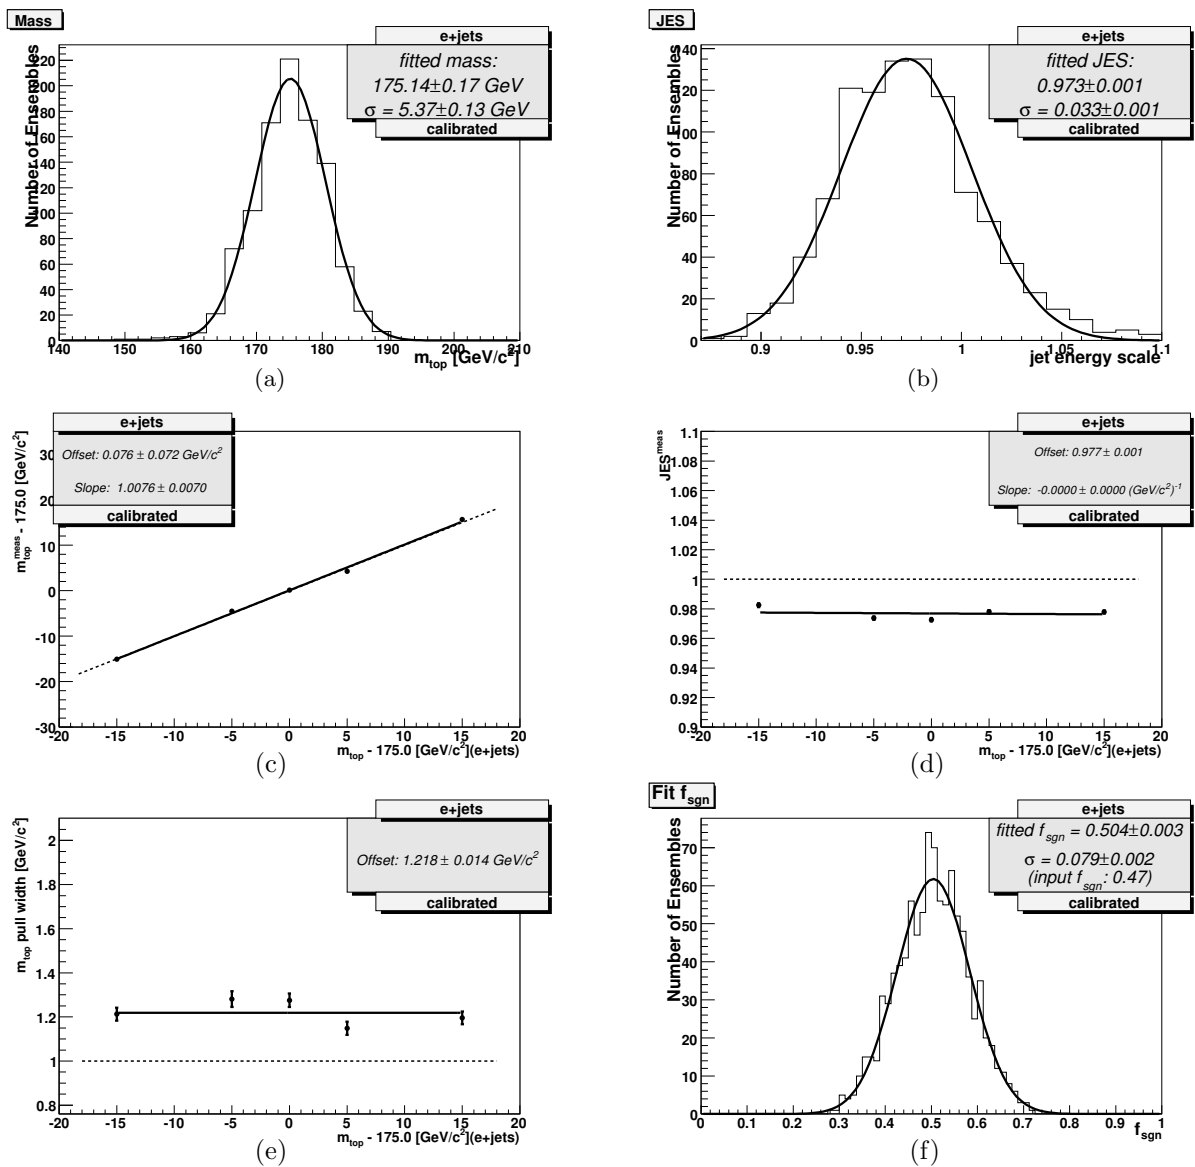 Mass
e+jets
fitted mass:
175.14±0.17 GeV
σ = 5.37±0.13 GeV
calibrated
Number of Ensembles
220
200
180
160
140
120
100
80
60
40
20
0
140 150 160 170 180 190 200 210
m_top [GeV/c²]
(a)
JES
e+jets
fitted JES:
0.973±0.001
σ = 0.033±0.001
calibrated
Number of Ensembles
140
120
100
80
60
40
20
0
0.9 0.95 1 1.05 1.1
jet energy scale
(b)
e+jets
Offset: 0.076 ± 0.072 GeV/c²
Slope: 1.0076 ± 0.0070
calibrated
m_top^meas - 175.0 [GeV/c²]
30
20
10
0
-10
-20
-30
-20 -15 -10 -5 0 5 10 15 20
m_top - 175.0 [GeV/c²](e+jets)
(c)
e+jets
Offset: 0.977 ± 0.001
Slope: -0.0000 ± 0.0000 (GeV/c²)⁻¹
calibrated
JES^meas
1.1
1.08
1.06
1.04
1.02
1
0.98
0.96
0.94
0.92
0.9
-20 -15 -10 -5 0 5 10 15 20
m_top - 175.0 [GeV/c²](e+jets)
(d)
e+jets
Offset: 1.218 ± 0.014 GeV/c²
calibrated
m_top pull width [GeV/c²]
2
1.8
1.6
1.4
1.2
1
0.8
-20 -15 -10 -5 0 5 10 15 20
m_top - 175.0 [GeV/c²](e+jets)
(e)
Fit f_sgn
e+jets
fitted f_sgn = 0.504±0.003
σ = 0.079±0.002
(input f_sgn: 0.47)
calibrated
Number of Ensembles
70
60
50
40
30
20
10
0
0 0.1 0.2 0.3 0.4 0.5 0.6 0.7 0.8 0.9 1
f_sgn
(f)